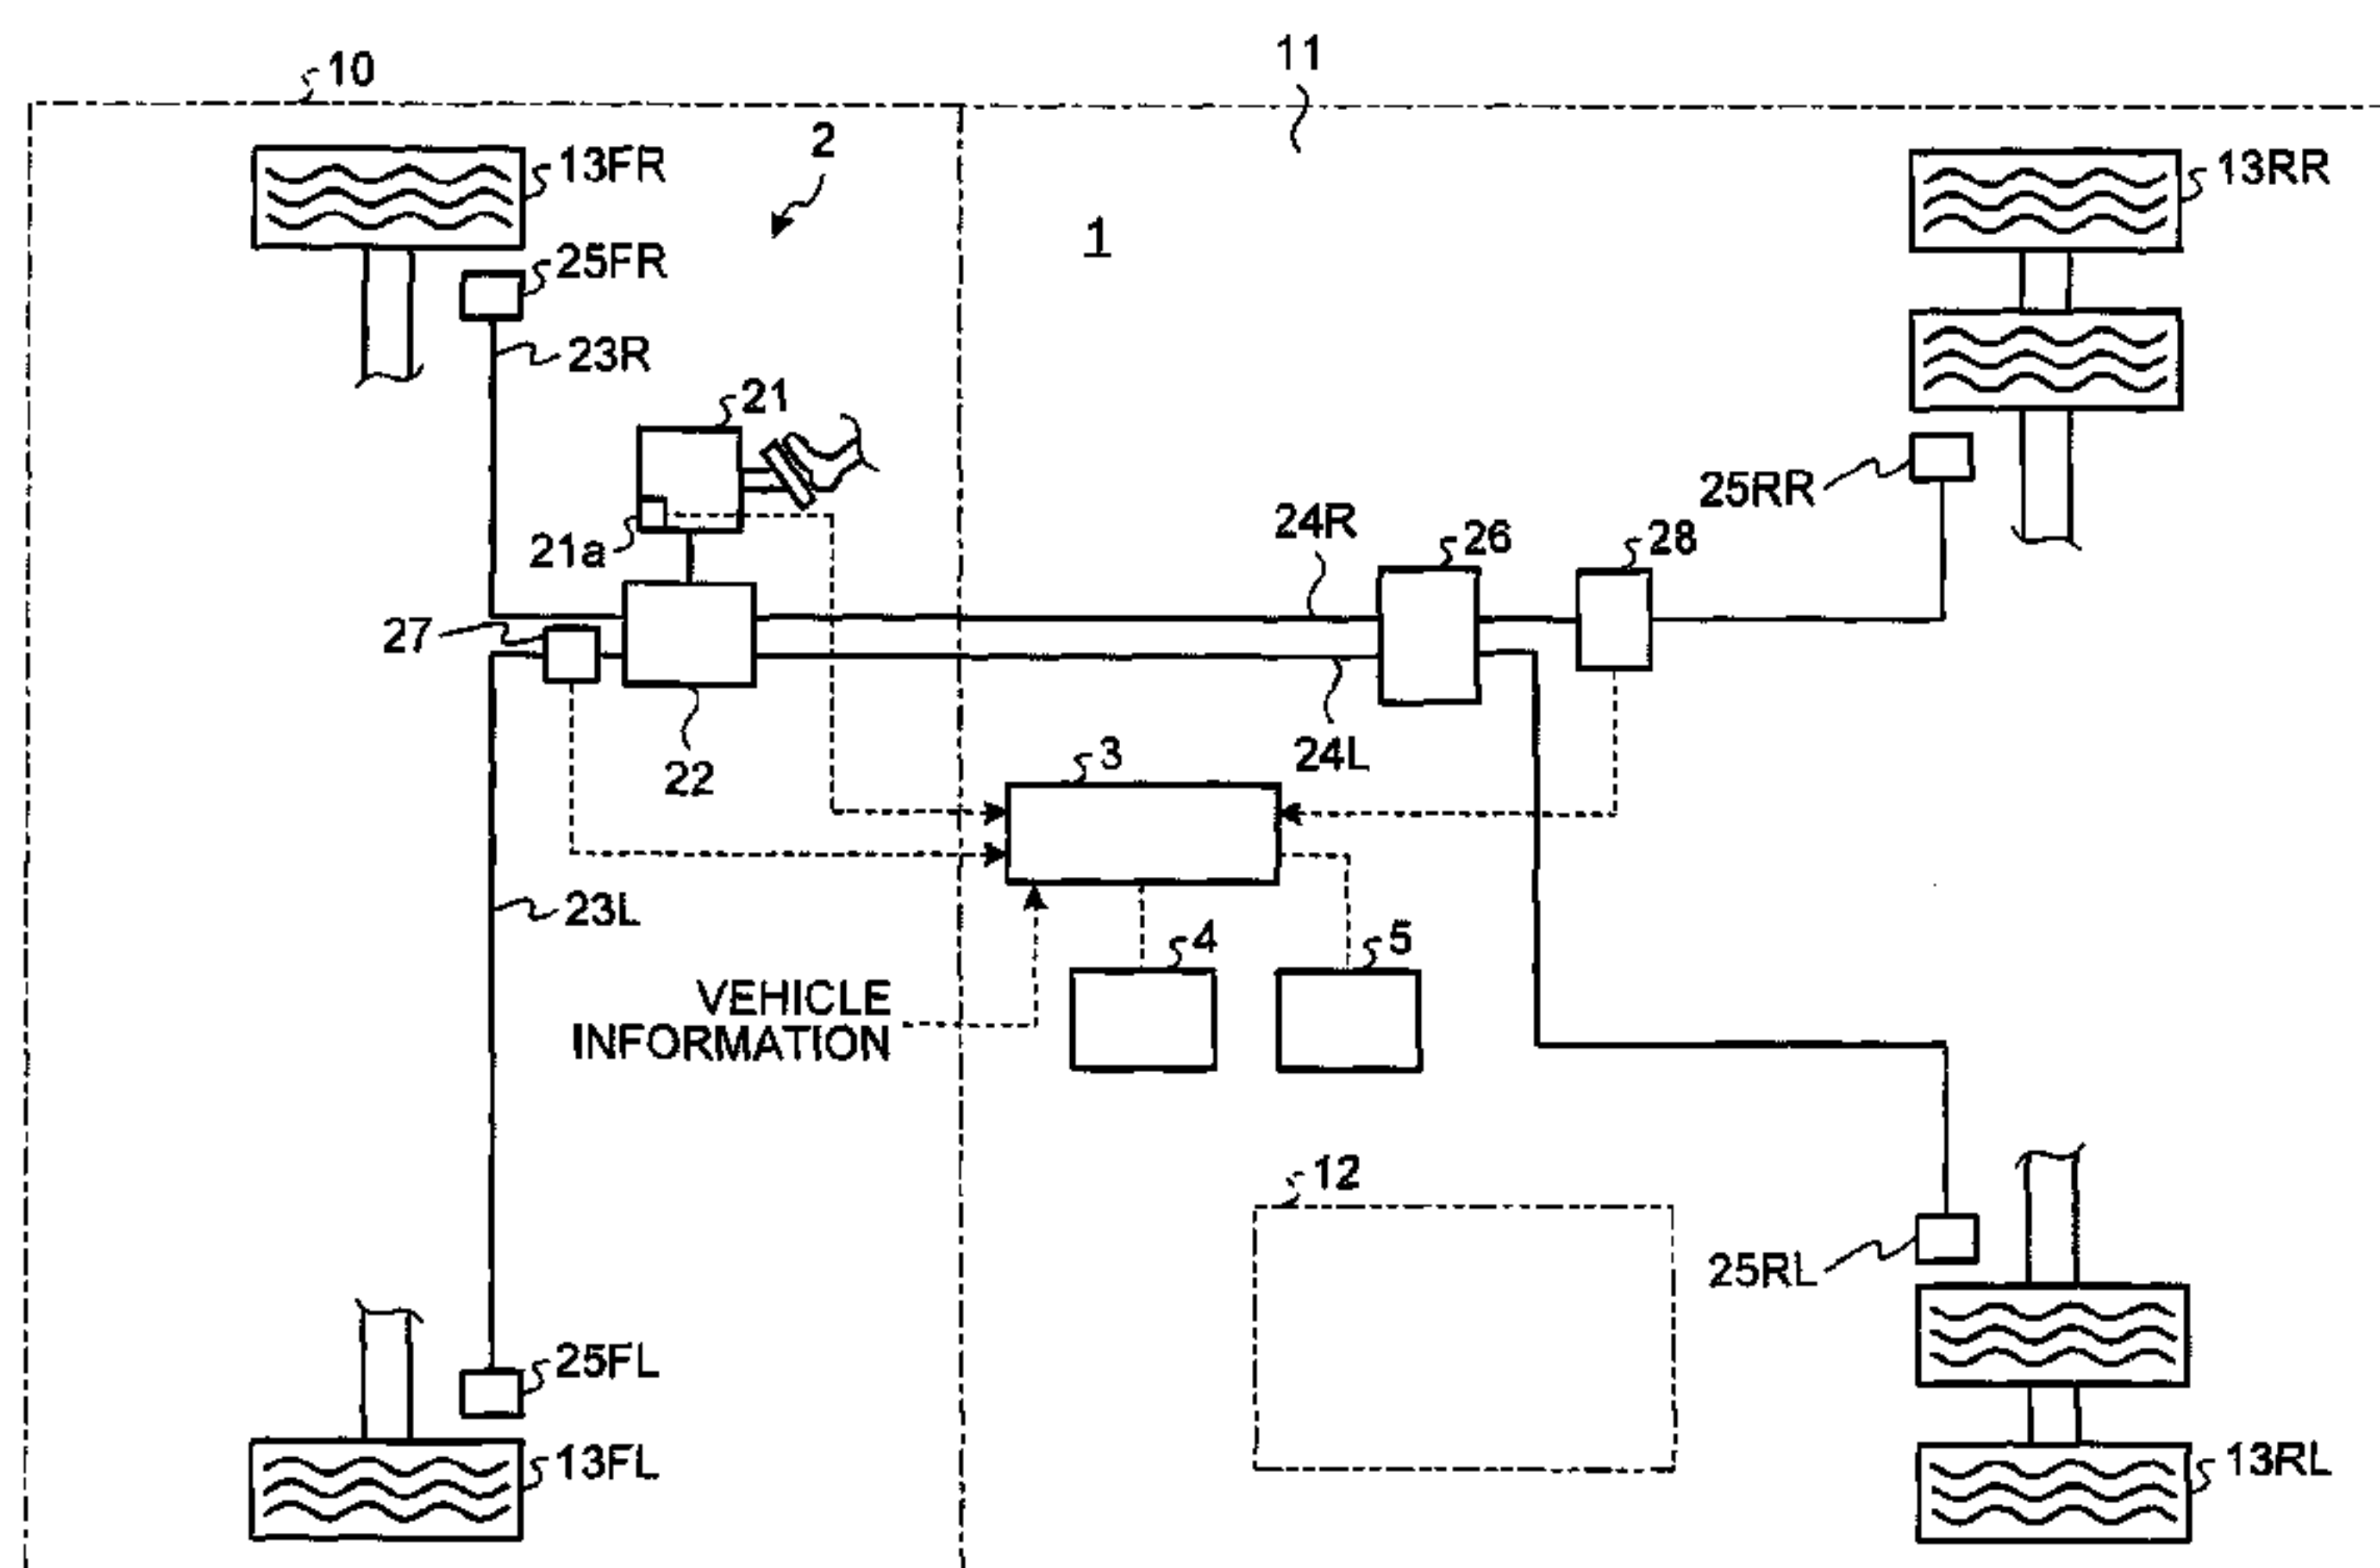 10
11
2
13FR
13RR
1
25FR
23R
21
25RR
21a
24R
26
28
27
22
24L
3
23L
4
5
VEHICLE
INFORMATION
12
25RL
25FL
13FL
13RL